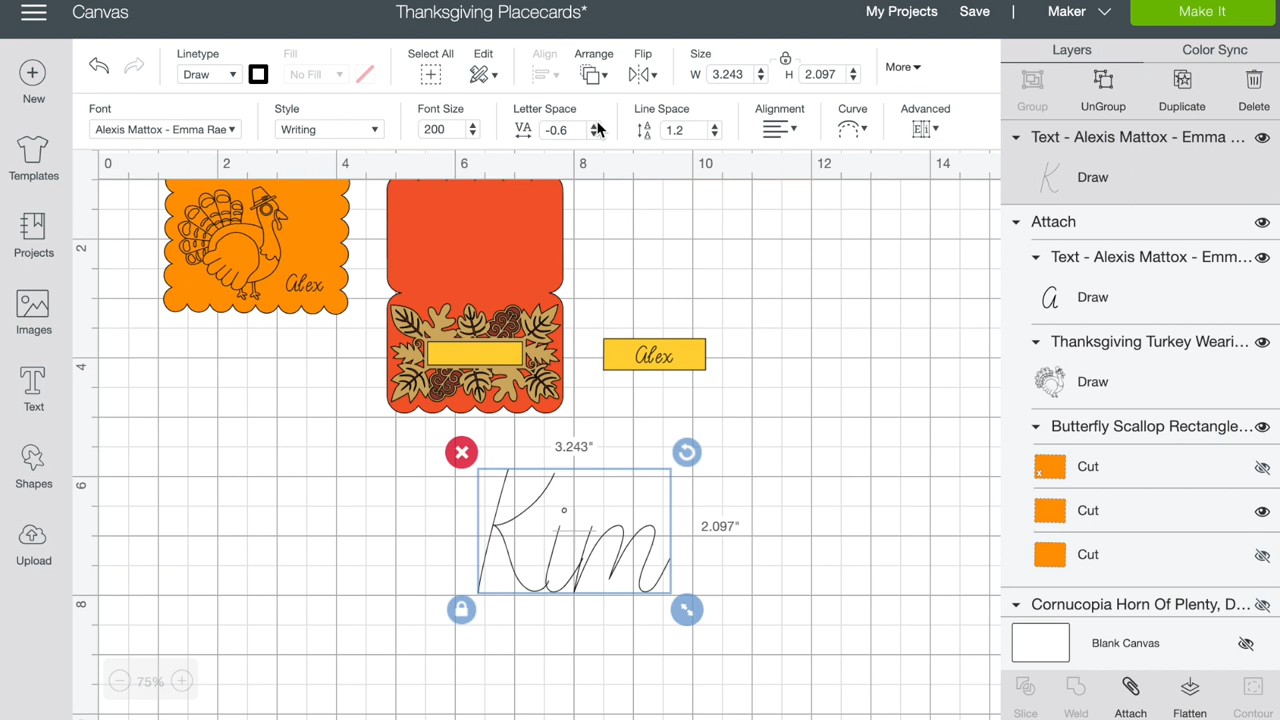 Canvas
Thanksgiving Placecards*
My Projects
Save
|
Maker
Make It
Linetype
Draw
Fill
No Fill
Select All
Edit
Align
Arrange
Flip
Size
W 3.243
H 2.097
More
Font
Alexis Mattox - Emma Rae
Style
Writing
Font Size
200
Letter Space
VA -0.6
Line Space
1.2
Alignment
Curve
Advanced
New
Templates
Projects
Images
Text
Shapes
Upload
0 2 4 6 8 10 12 14
2
4
6
8
Alex
Alex
3.243"
2.097"
Kim
75%
Layers
Color Sync
Group
UnGroup
Duplicate
Delete
Text - Alexis Mattox - Emma ...
K
Draw
Attach
Text - Alexis Mattox - Emm...
a
Draw
Thanksgiving Turkey Weari...
Draw
Butterfly Scallop Rectangle...
Cut
Cut
Cut
Cornucopia Horn Of Plenty, D...
Blank Canvas
Slice
Weld
Attach
Flatten
Contour